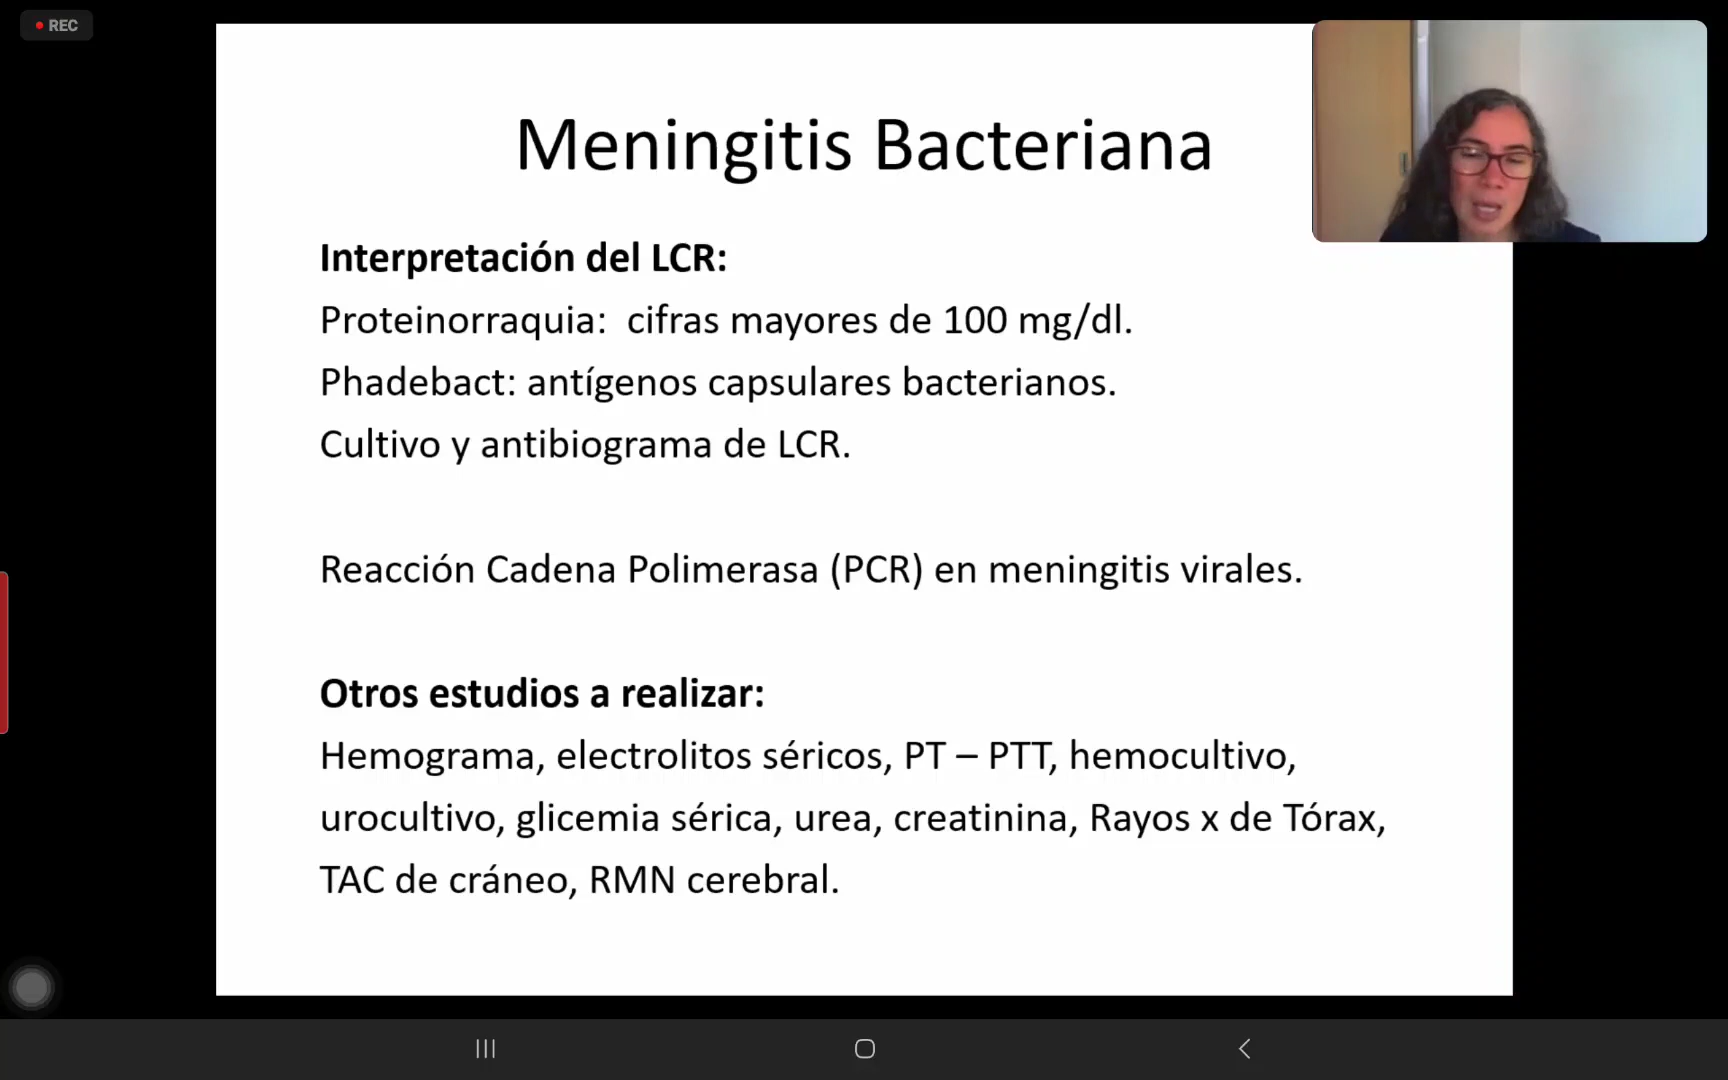 REC
Meningitis Bacteriana
Interpretación del LCR:
Proteinorraquia:  cifras mayores de 100 mg/dl.
Phadebact: antígenos capsulares bacterianos.
Cultivo y antibiograma de LCR.
Reacción Cadena Polimerasa (PCR) en meningitis virales.
Otros estudios a realizar:
Hemograma, electrolitos séricos, PT – PTT, hemocultivo,
urocultivo, glicemia sérica, urea, creatinina, Rayos x de Tórax,
TAC de cráneo, RMN cerebral.